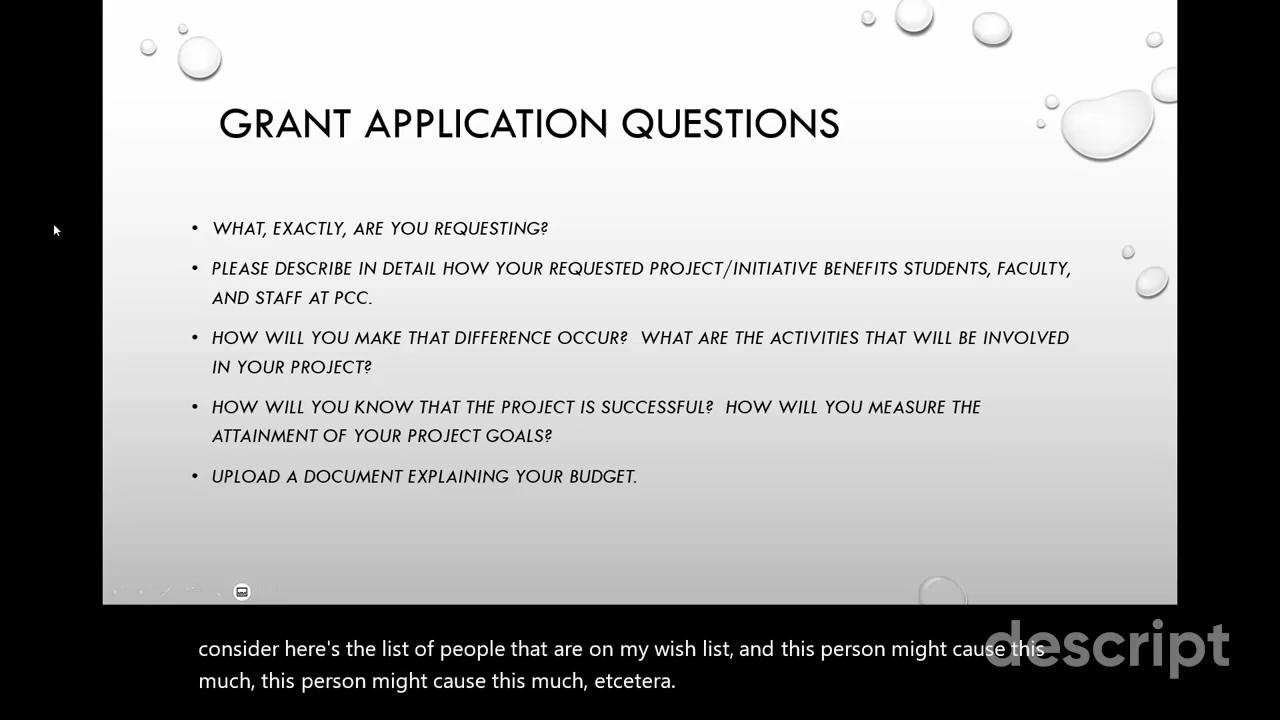 GRANT APPLICATION QUESTIONS
• WHAT, EXACTLY, ARE YOU REQUESTING?
• PLEASE DESCRIBE IN DETAIL HOW YOUR REQUESTED PROJECT/INITIATIVE BENEFITS STUDENTS, FACULTY,
AND STAFF AT PCC.
• HOW WILL YOU MAKE THAT DIFFERENCE OCCUR?  WHAT ARE THE ACTIVITIES THAT WILL BE INVOLVED
IN YOUR PROJECT?
• HOW WILL YOU KNOW THAT THE PROJECT IS SUCCESSFUL?  HOW WILL YOU MEASURE THE
ATTAINMENT OF YOUR PROJECT GOALS?
• UPLOAD A DOCUMENT EXPLAINING YOUR BUDGET.
consider here's the list of people that are on my wish list, and this person might cause this
much, this person might cause this much, etcetera.
descript